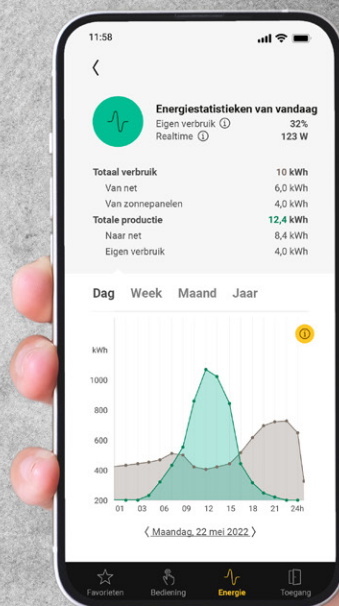 11:58
Energiestatistieken van vandaag
Eigen verbruik 32%
Realtime 123 W
Totaal verbruik 10 kWh
Van net 6,0 kWh
Van zonnepanelen 4,0 kWh
Totale productie 12,4 kWh
Naar net 8,4 kWh
Eigen verbruik 4,0 kWh
Dag Week Maand Jaar
kWh
1000
800
600
400
200
01 03 06 09 12 15 18 21 24h
Maandag, 22 mei 2022
Favorieten Bediening Energie Toegang